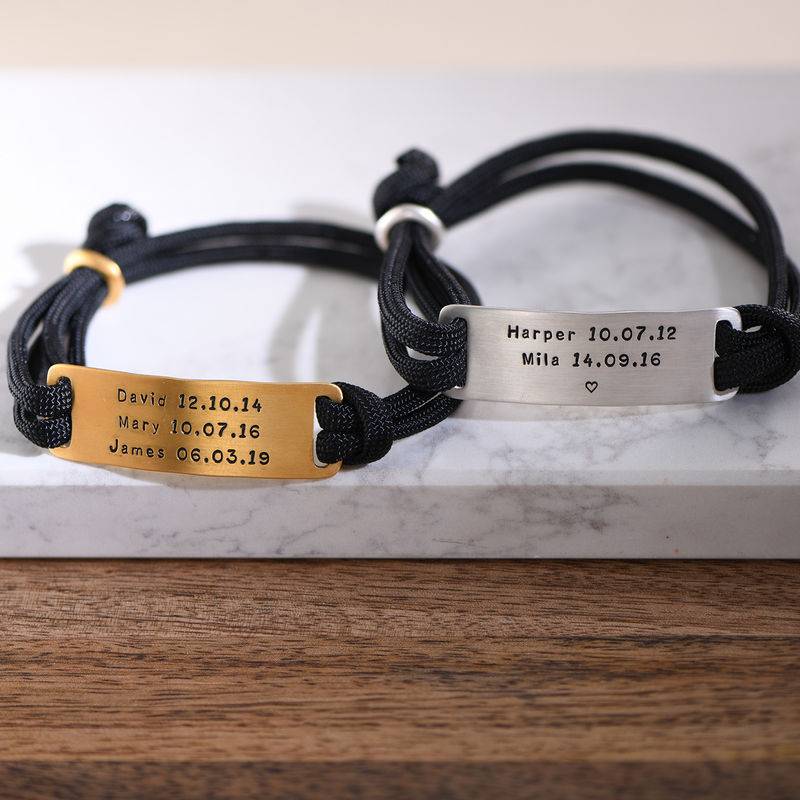 David 12.10.14
Mary 10.07.16
James 06.03.19
Harper 10.07.12
Mila 14.09.16
♡